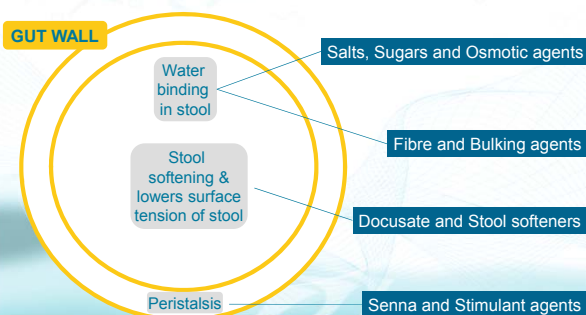 GUT WALL
Salts, Sugars and Osmotic agents
Water
binding
in stool
Fibre and Bulking agents
Stool
softening &
lowers surface
tension of stool
Docusate and Stool softeners
Peristalsis
Senna and Stimulant agents